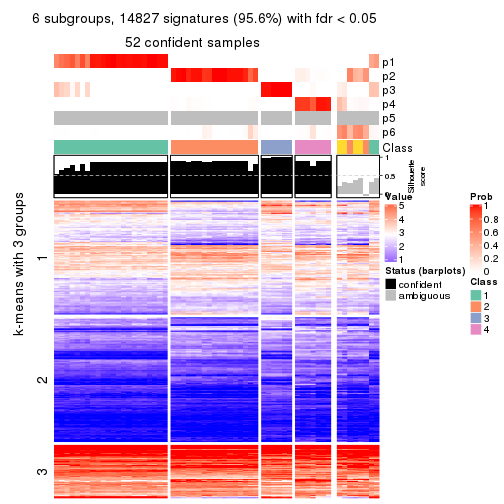 6 subgroups, 14827 signatures (95.6%) with fdr < 0.05
52 confident samples
p1
p2
p3
p4
p5
p6
Class
1
0.5
0
Silhouette
score
k-means with 3 groups
1
2
3
Value
5
4
3
2
1
Status (barplots)
confident
ambiguous
Prob
1
0.8
0.6
0.4
0.2
0
Class
1
2
3
4